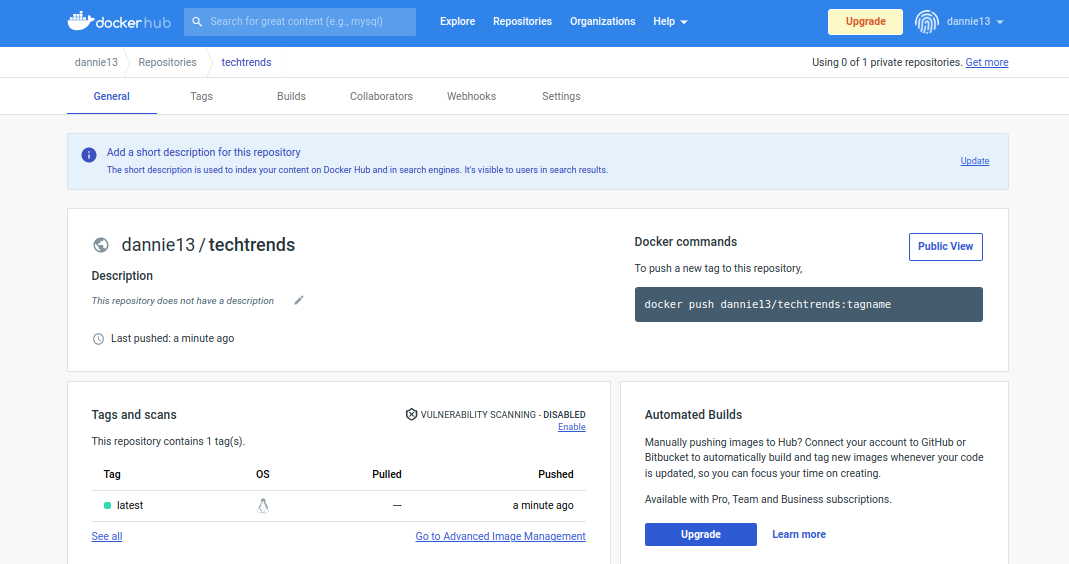 docker hub
Search for great content (e.g., mysql)
Explore Repositories Organizations Help
Upgrade
dannie13
dannie13 Repositories techtrends
Using 0 of 1 private repositories. Get more
General Tags Builds Collaborators Webhooks Settings
Add a short description for this repository
The short description is used to index your content on Docker Hub and in search engines. It's visible to users in search results.
Update
dannie13 / techtrends
Description
This repository does not have a description
Last pushed: a minute ago
Docker commands
Public View
To push a new tag to this repository,
docker push dannie13/techtrends:tagname
Tags and scans
VULNERABILITY SCANNING - DISABLED
Enable
This repository contains 1 tag(s).
Tag OS Pulled Pushed
latest — a minute ago
See all
Go to Advanced Image Management
Automated Builds
Manually pushing images to Hub? Connect your account to GitHub or
Bitbucket to automatically build and tag new images whenever your code
is updated, so you can focus your time on creating.
Available with Pro, Team and Business subscriptions.
Upgrade
Learn more